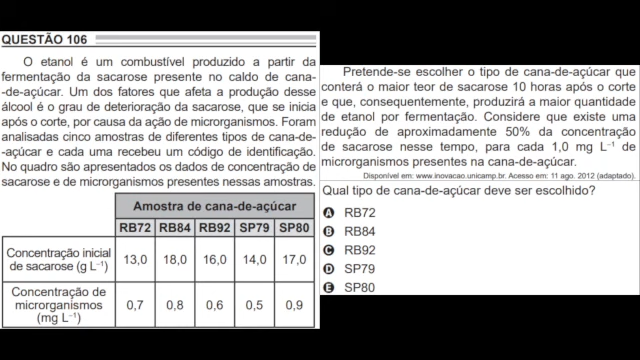 QUESTÃO 106
O etanol é um combustível produzido a partir da
fermentação da sacarose presente no caldo de cana-
-de-açúcar. Um dos fatores que afeta a produção desse
álcool é o grau de deterioração da sacarose, que se inicia
após o corte, por causa da ação de microrganismos. Foram
analisadas cinco amostras de diferentes tipos de cana-de-
-açúcar e cada uma recebeu um código de identificação.
No quadro são apresentados os dados de concentração de
sacarose e de microrganismos presentes nessas amostras.
Amostra de cana-de-açúcar
RB72 RB84 RB92 SP79 SP80
Concentração inicial
de sacarose (g L⁻¹) 13,0 18,0 16,0 14,0 17,0
Concentração de
microrganismos 0,7 0,8 0,6 0,5 0,9
(mg L⁻¹)
Pretende-se escolher o tipo de cana-de-açúcar que
conterá o maior teor de sacarose 10 horas após o corte
e que, consequentemente, produzirá a maior quantidade
de etanol por fermentação. Considere que existe uma
redução de aproximadamente 50% da concentração
de sacarose nesse tempo, para cada 1,0 mg L⁻¹ de
microrganismos presentes na cana-de-açúcar.
Disponível em: www.inovacao.unicamp.br. Acesso em: 11 ago. 2012 (adaptado).
Qual tipo de cana-de-açúcar deve ser escolhido?
A RB72
B RB84
C RB92
D SP79
E SP80